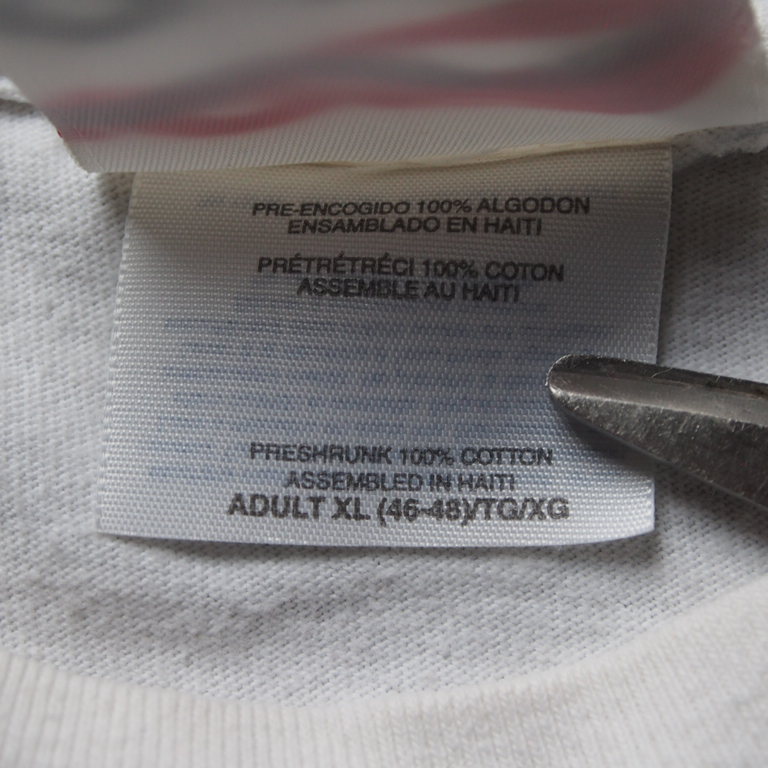 PRE-ENCOGIDO 100% ALGODON
ENSAMBLADO EN HAITI
PRÉTRÉTRÉCI 100% COTON
ASSEMBLE AU HAITI
PRESHRUNK 100% COTTON
ASSEMBLED IN HAITI
ADULT XL (46-48)/TG/XG